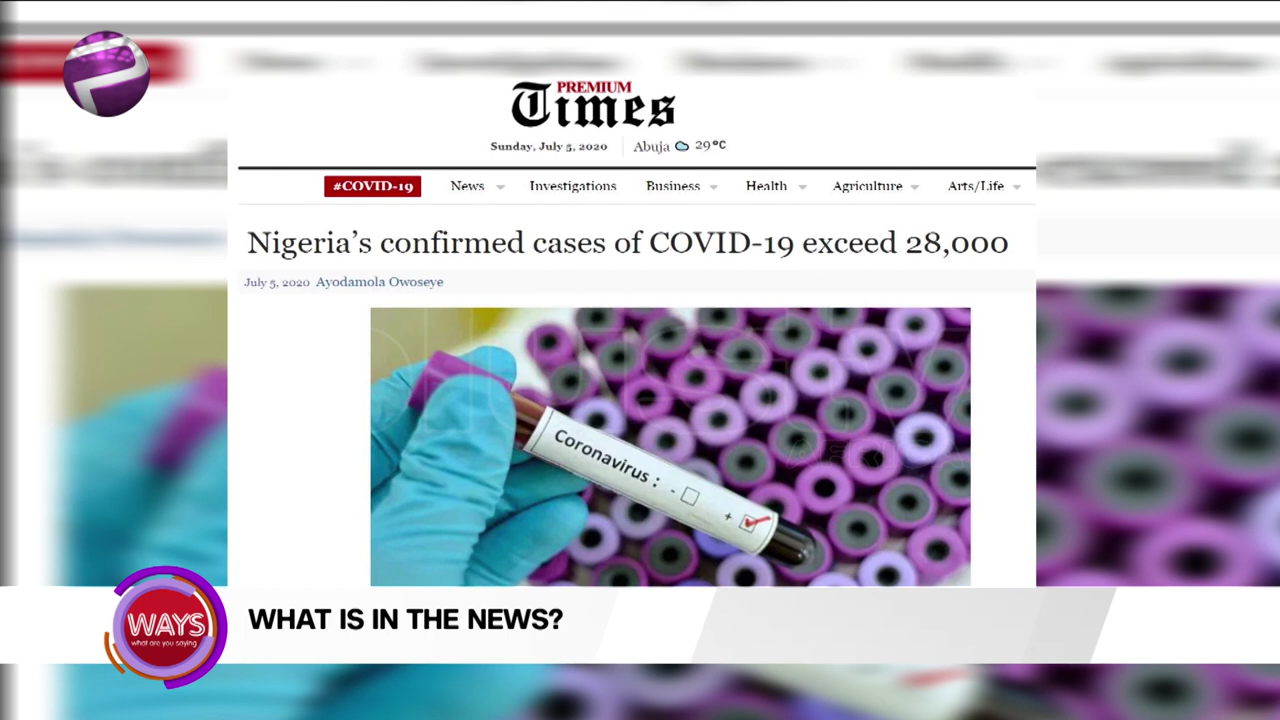 PREMIUM
Times
Sunday, July 5, 2020
Abuja 29°C
#COVID-19 News Investigations Business Health Agriculture Arts/Life
Nigeria's confirmed cases of COVID-19 exceed 28,000
July 5, 2020 Ayodamola Owoseye
Coronavirus : -
+
WAYS
what are you saying
WHAT IS IN THE NEWS?